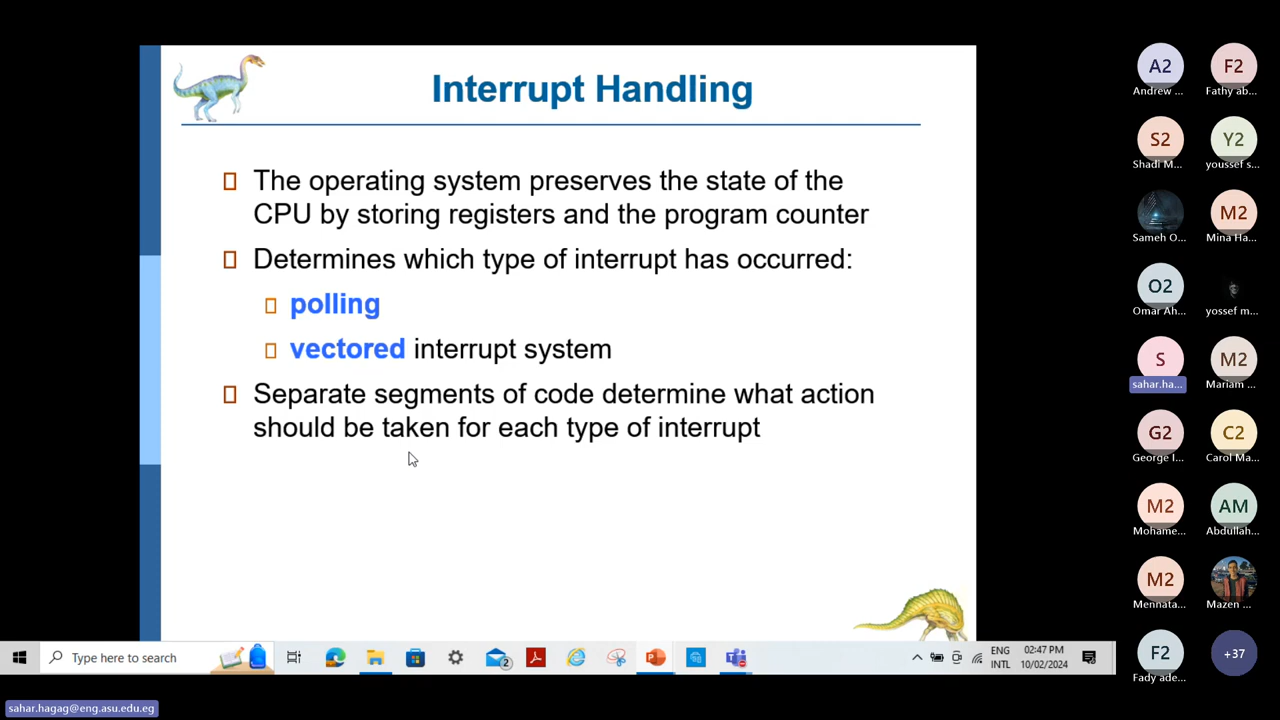 Interrupt Handling
The operating system preserves the state of the
CPU by storing registers and the program counter
Determines which type of interrupt has occurred:
polling
vectored interrupt system
Separate segments of code determine what action
should be taken for each type of interrupt
A2
Andrew ...
F2
Fathy ab...
S2
Shadi M...
Y2
youssef s...
Sameh O...
M2
Mina Ha...
O2
Omar Ah...
yossef m...
S
sahar.ha...
M2
Mariam ...
G2
George I...
C2
Carol Ma...
M2
Mohame...
AM
Abdullah...
M2
Mennata...
Mazen ...
F2
Fady ade...
+37
Type here to search
2
ENG
INTL
02:47 PM
10/02/2024
sahar.hagag@eng.asu.edu.eg